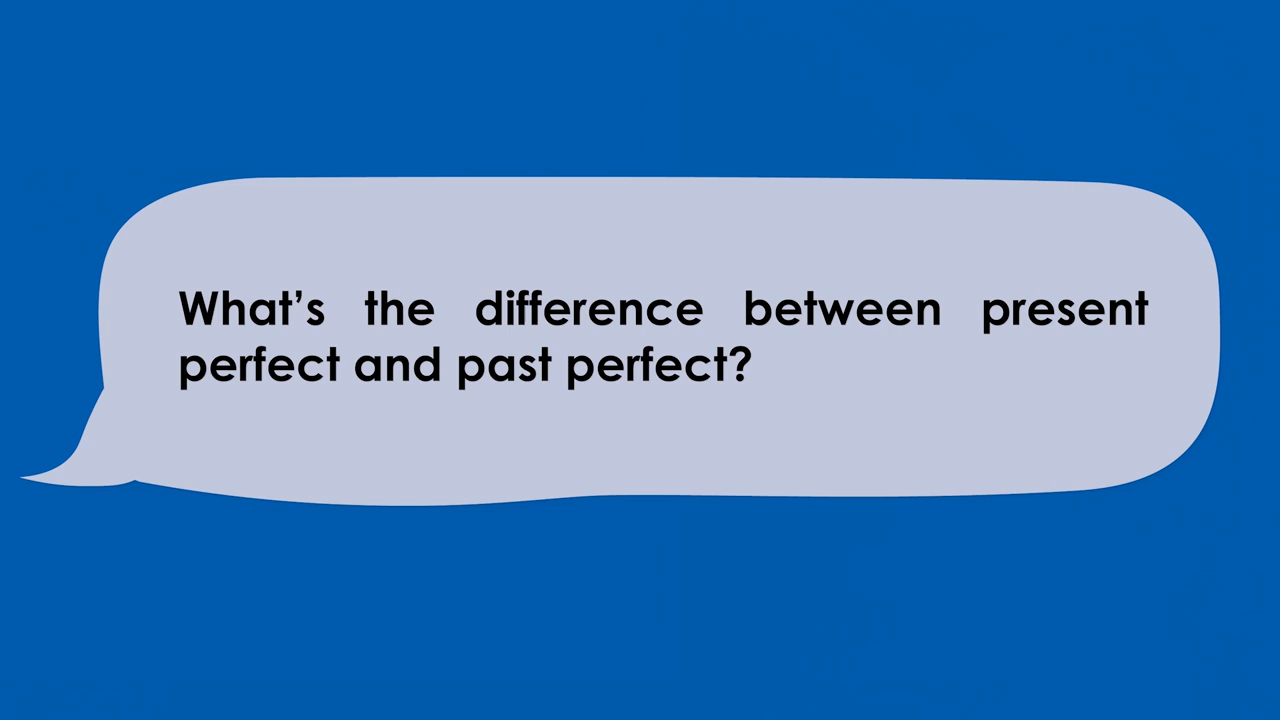 What’s the difference between present
perfect and past perfect?